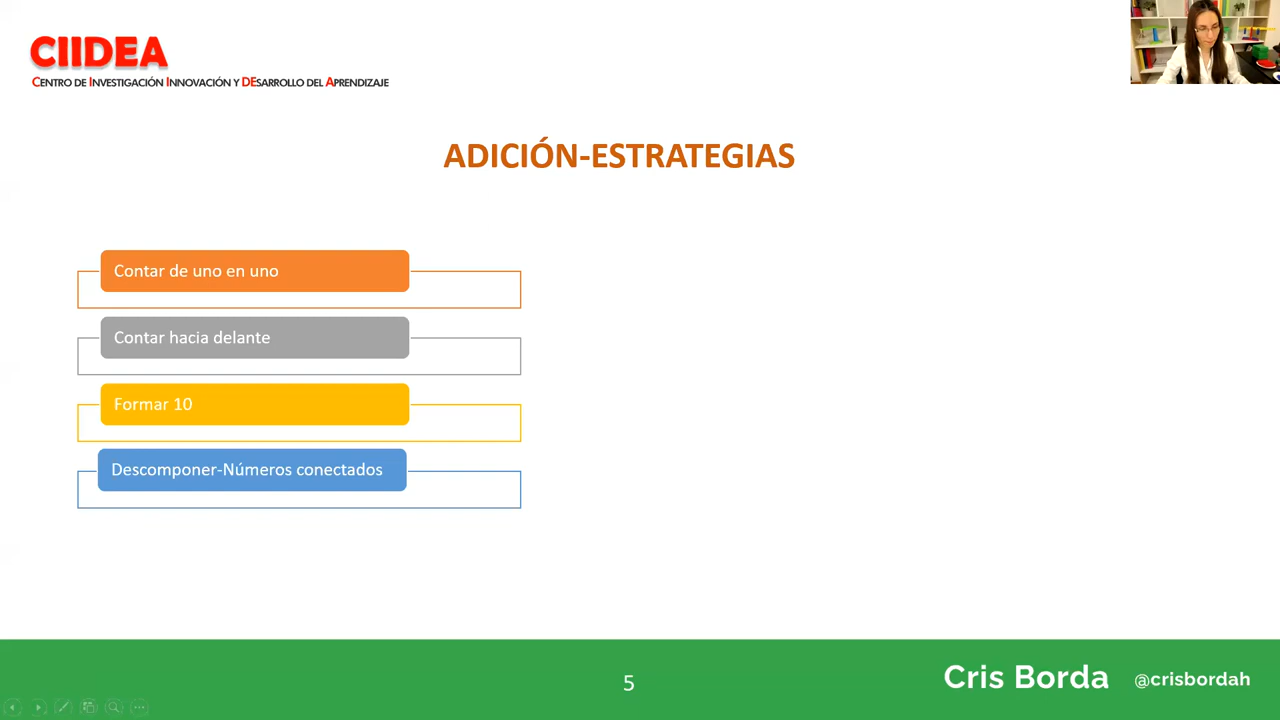 CIIDEA
CENTRO DE INVESTIGACIÓN INNOVACIÓN Y DESARROLLO DEL APRENDIZAJE
ADICIÓN-ESTRATEGIAS
Contar de uno en uno
Contar hacia delante
Formar 10
Descomponer-Números conectados
5
Cris Borda @crisbordah